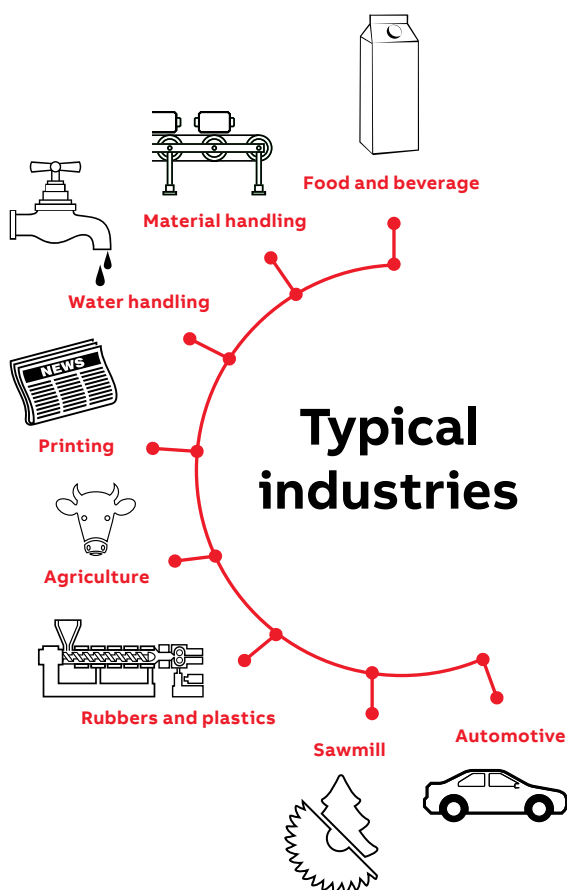 Food and beverage
Material handling
Water handling
NEWS
Printing
Typical
industries
Agriculture
Rubbers and plastics
Sawmill
Automotive